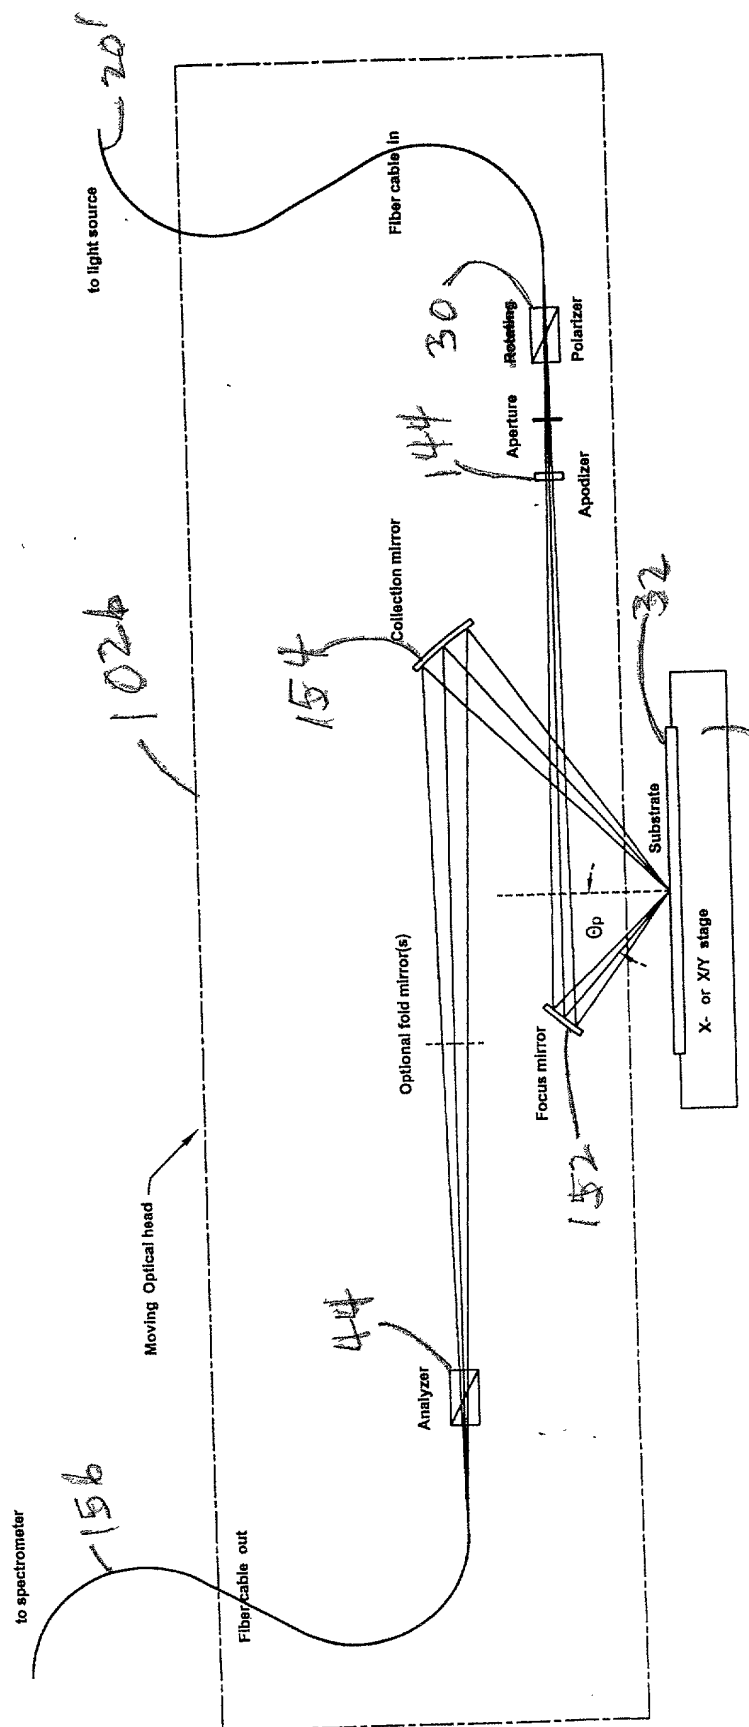 to spectrometer
156
Fiber cable out
Moving Optical head
102b
to light source
20'
Fiber cable in
44
Analyzer
Optional fold mirror(s)
154
Collection mirror
144
Aperture
30
Rotating
Polarizer
Apodizer
152
Focus mirror
Θp
Substrate
32
X- or X/Y stage